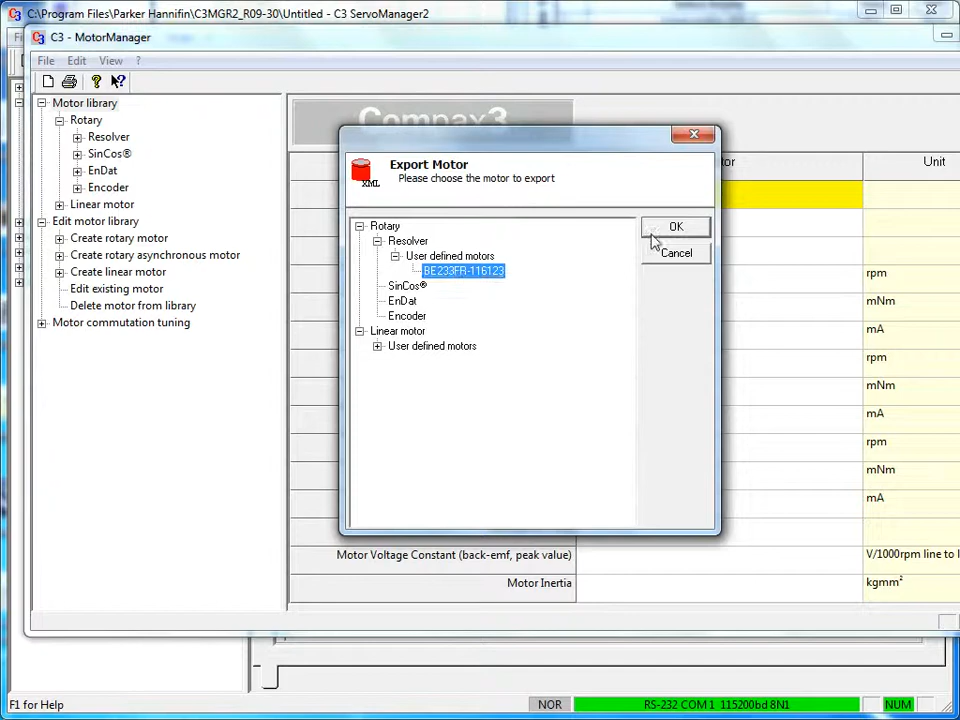 C:\Program Files\Parker Hannifin\C3MGR2_R09-30\Untitled - C3 ServoManager2
C3 - MotorManager
File Edit View ?
Motor library
Rotary
Resolver
SinCos®
EnDat
Encoder
Linear motor
Edit motor library
Create rotary motor
Create rotary asynchronous motor
Create linear motor
Edit existing motor
Delete motor from library
Motor commutation tuning
Compax3
Unit
rpm
mNm
mA
rpm
mNm
mA
rpm
mNm
mA
Motor Voltage Constant (back-emf, peak value)
V/1000rpm line to l
Motor Inertia
kgmm²
Export Motor
Please choose the motor to export
XML
Rotary
Resolver
User defined motors
BE233FR-116123
SinCos®
EnDat
Encoder
Linear motor
User defined motors
OK
Cancel
F1 for Help
NOR
RS-232 COM 1 115200bd 8N1
NUM